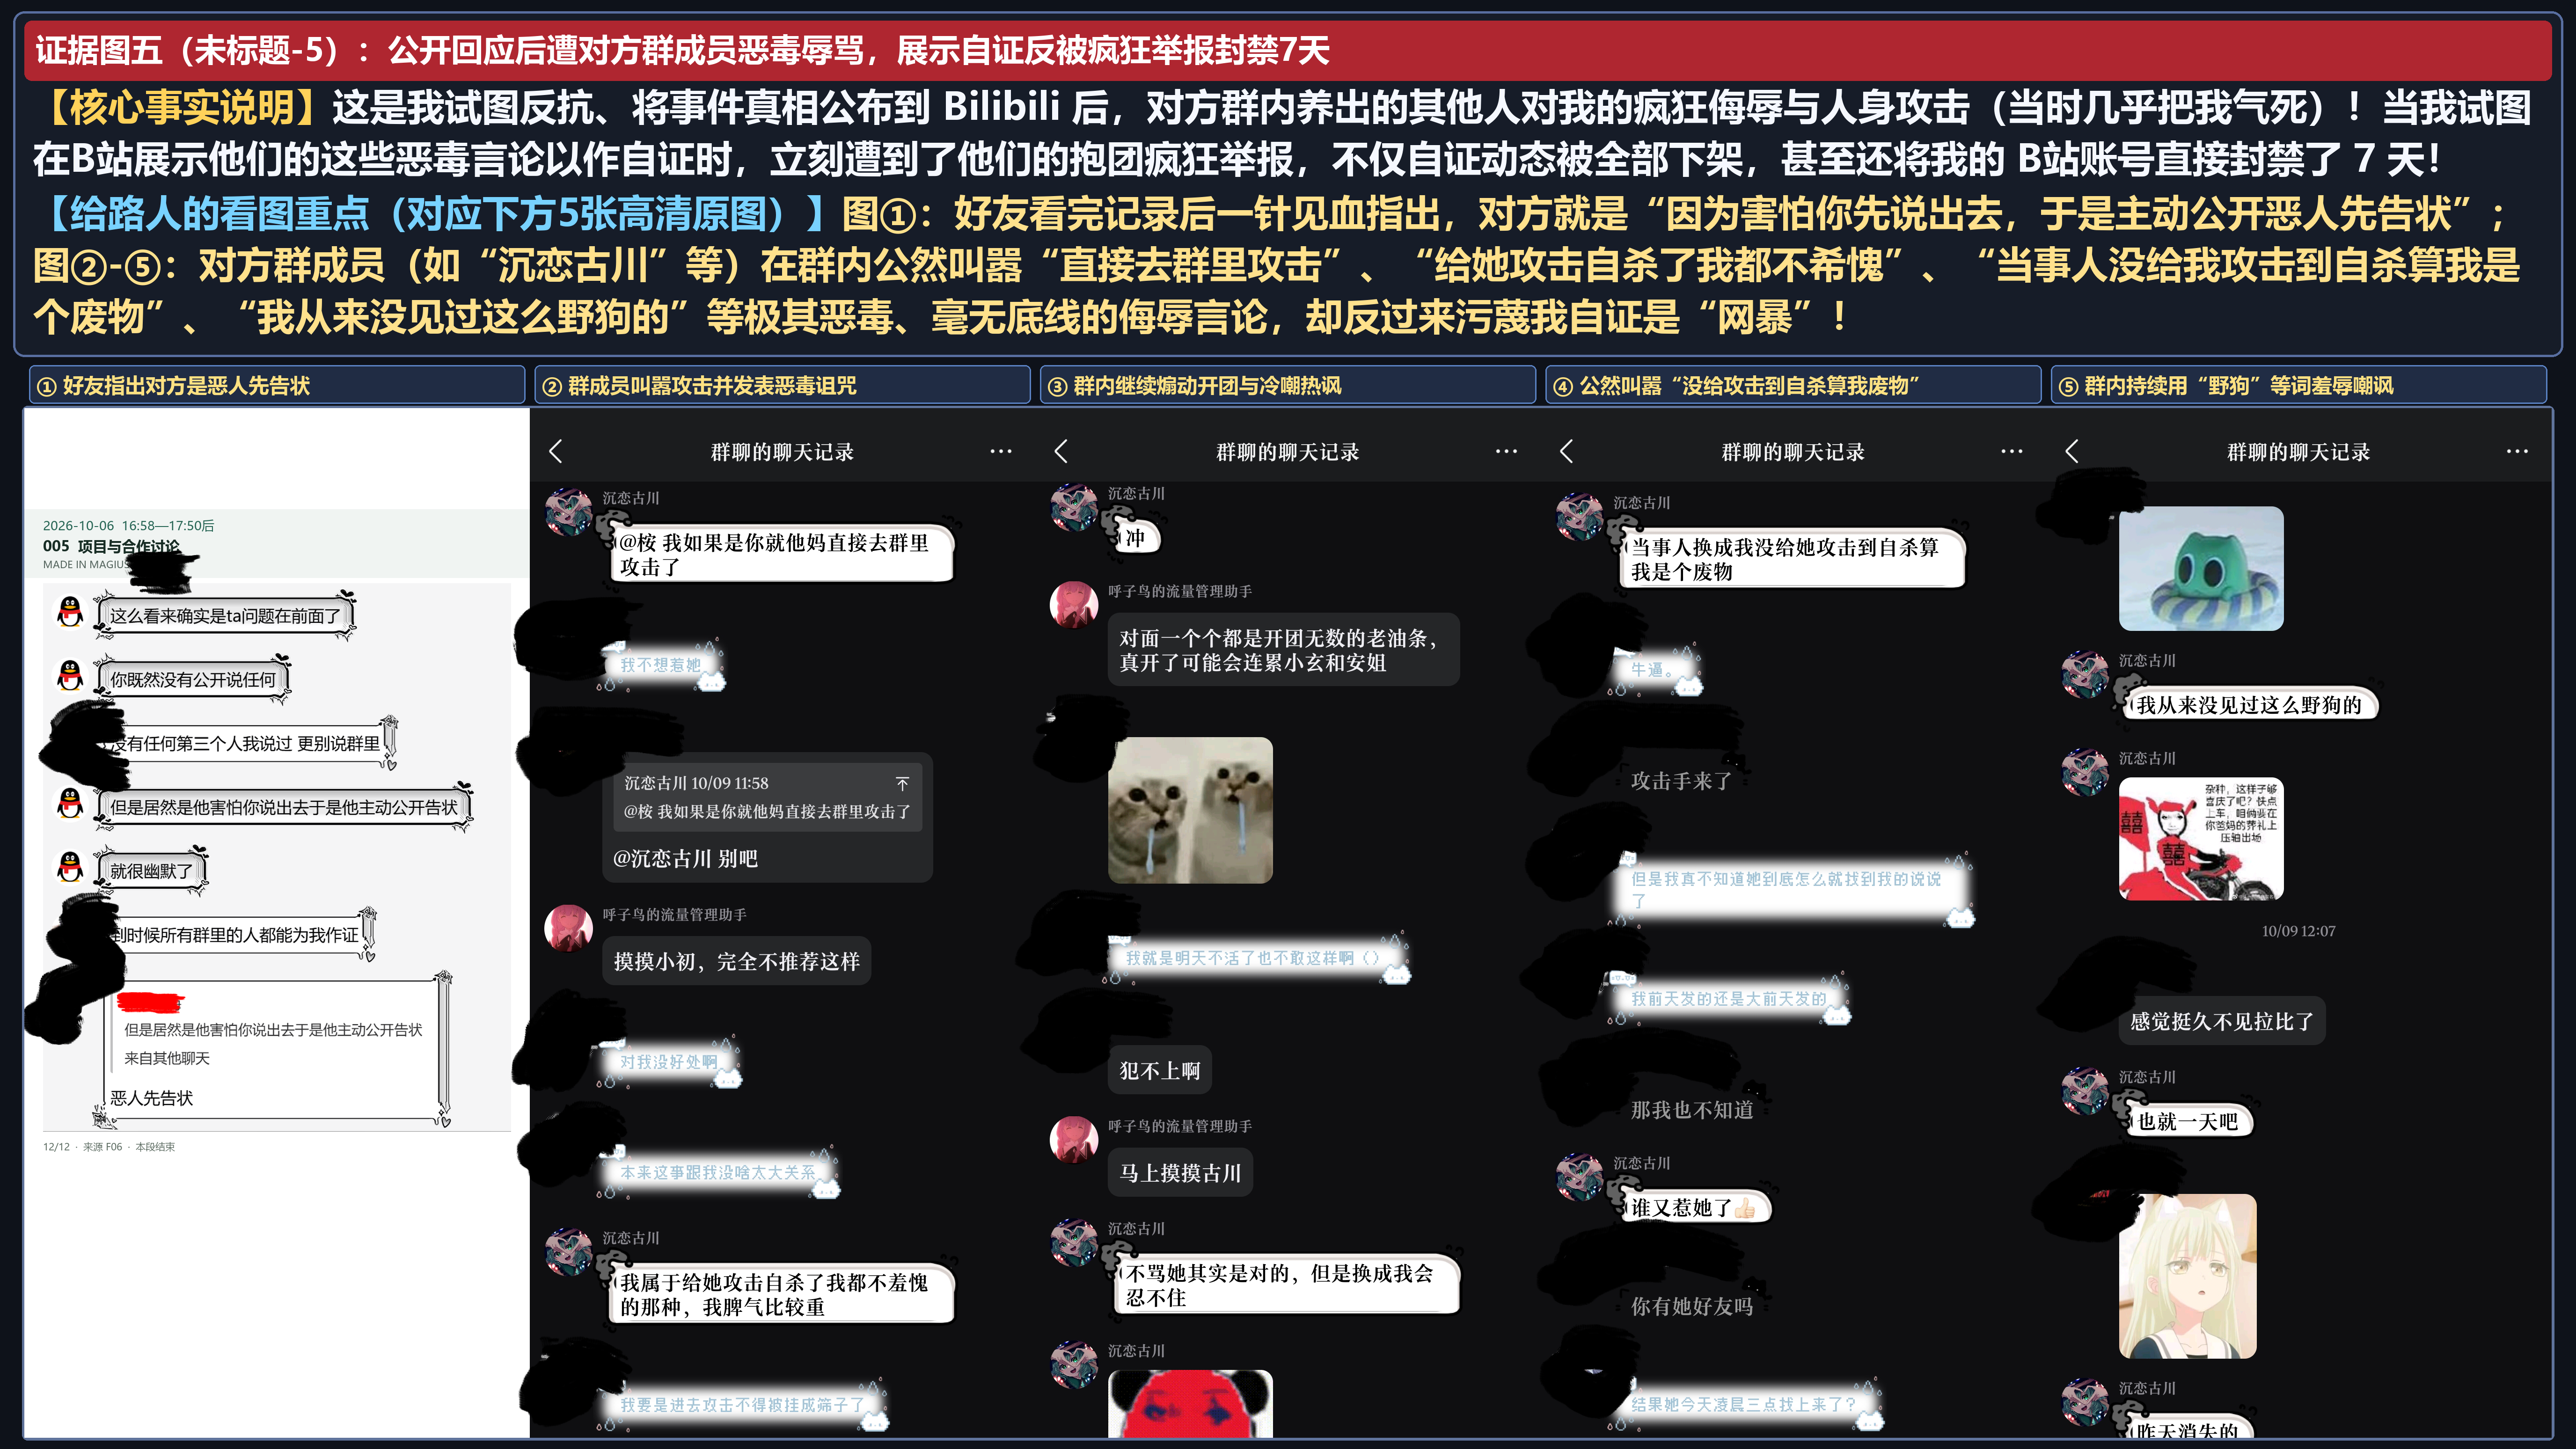 证据图五（未标题-5）：公开回应后遭对方群成员恶毒辱骂，展示自证反被疯狂举报封禁7天
【核心事实说明】这是我试图反抗、将事件真相公布到 Bilibili 后，对方群内养出的其他人对我的疯狂侮辱与人身攻击（当时几乎把我气死）！当我试图
在B站展示他们的这些恶毒言论以作自证时，立刻遭到了他们的抱团疯狂举报，不仅自证动态被全部下架，甚至还将我的 B站账号直接封禁了 7 天！
【给路人的看图重点（对应下方5张高清原图）】图①：好友看完记录后一针见血指出，对方就是“因为害怕你先说出去，于是主动公开恶人先告状”；
图②-⑤：对方群成员（如“沉恋古川”等）在群内公然叫嚣“直接去群里攻击”、“给她攻击自杀了我都不希愧”、“当事人没给我攻击到自杀算我是
个废物”、“我从来没见过这么野狗的”等极其恶毒、毫无底线的侮辱言论，却反过来污蔑我自证是“网暴”！
① 好友指出对方是恶人先告状
2026-10-06 16:58—17:50后
005 项目与合作讨论
MADE IN MAGIUS
这么看来确实是ta问题在前面了
你既然没有公开说任何
没有任何第三个人我说过 更别说群里
但是居然是他害怕你说出去于是他主动公开告状
就很幽默了
到时候所有群里的人都能为我作证
但是居然是他害怕你说出去于是他主动公开告状
来自其他聊天
恶人先告状
12/12 · 来源 F06 · 本段结束
② 群成员叫嚣攻击并发表恶毒诅咒
群聊的聊天记录
沉恋古川
@桉 我如果是你就他妈直接去群里
攻击了
我不想惹她
沉恋古川 10/09 11:58
@桉 我如果是你就他妈直接去群里攻击了
@沉恋古川 别吧
呼子鸟的流量管理助手
摸摸小初，完全不推荐这样
对我没好处啊
本来这事跟我没啥太大关系
沉恋古川
我属于给她攻击自杀了我都不羞愧
的那种，我脾气比较重
我要是进去攻击不得被挂成筛子了
③ 群内继续煽动开团与冷嘲热讽
群聊的聊天记录
沉恋古川
冲
呼子鸟的流量管理助手
对面一个个都是开团无数的老油条，
真开了可能会连累小玄和安姐
我就是明天不活了也不敢这样啊（）
犯不上啊
呼子鸟的流量管理助手
马上摸摸古川
沉恋古川
不骂她其实是对的，但是换成我会
忍不住
沉恋古川
④ 公然叫嚣“没给攻击到自杀算我废物”
群聊的聊天记录
沉恋古川
当事人换成我没给她攻击到自杀算
我是个废物
牛逼。
攻击手来了
但是我真不知道她到底怎么就找到我的说说
了
我前天发的还是大前天发的
那我也不知道
沉恋古川
谁又惹她了👍🏻
你有她好友吗
结果她今天凌晨三点找上来了？
⑤ 群内持续用“野狗”等词羞辱嘲讽
群聊的聊天记录
沉恋古川
我从来没见过这么野狗的
沉恋古川
杂种，这样子够
喜庆了吧？快点
上车，咱俩要在
你爸妈的葬礼上
压轴出场
10/09 12:07
感觉挺久不见拉比了
沉恋古川
也就一天吧
沉恋古川
昨天消失的